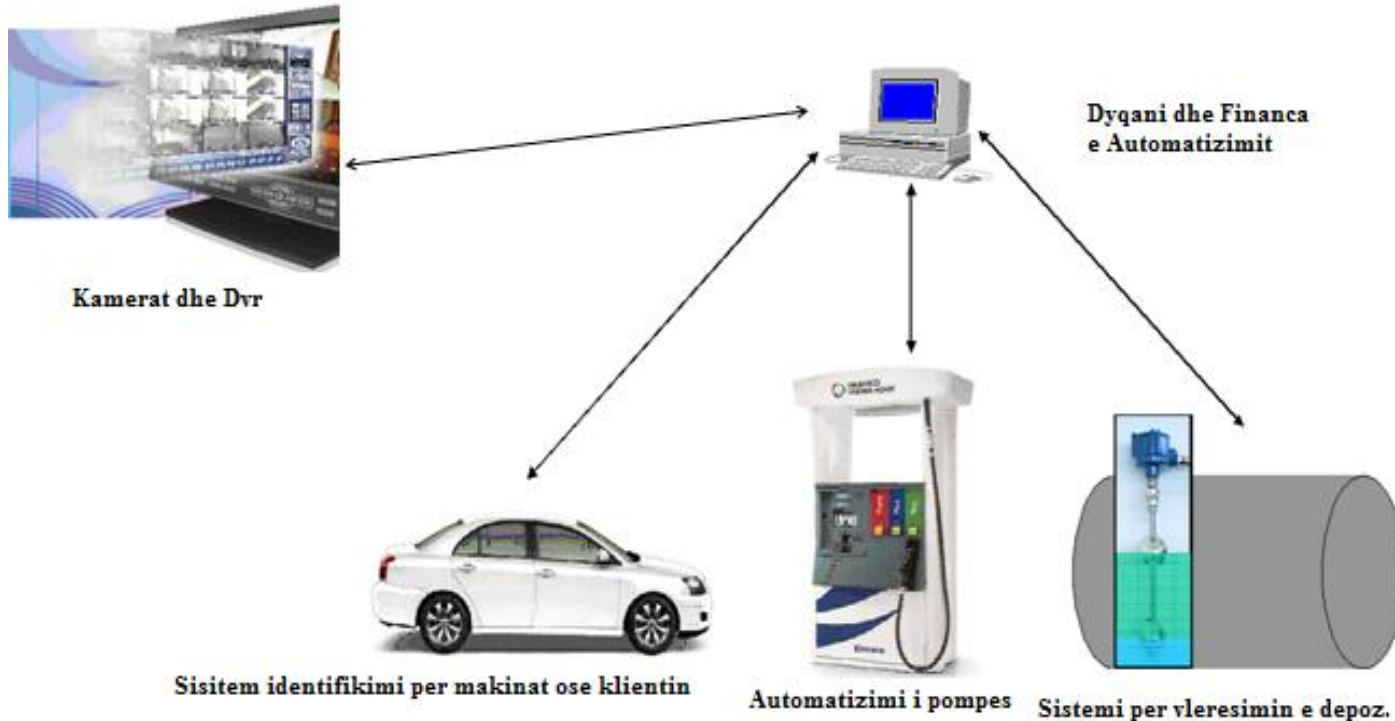 Dyqani dhe Financa
e Automatizimit
Kamerat dhe Dvr
Sisitem identifikimi per makinat ose klientin
Automatizimi i pompes
Sistemi per vleresimin e depoz.